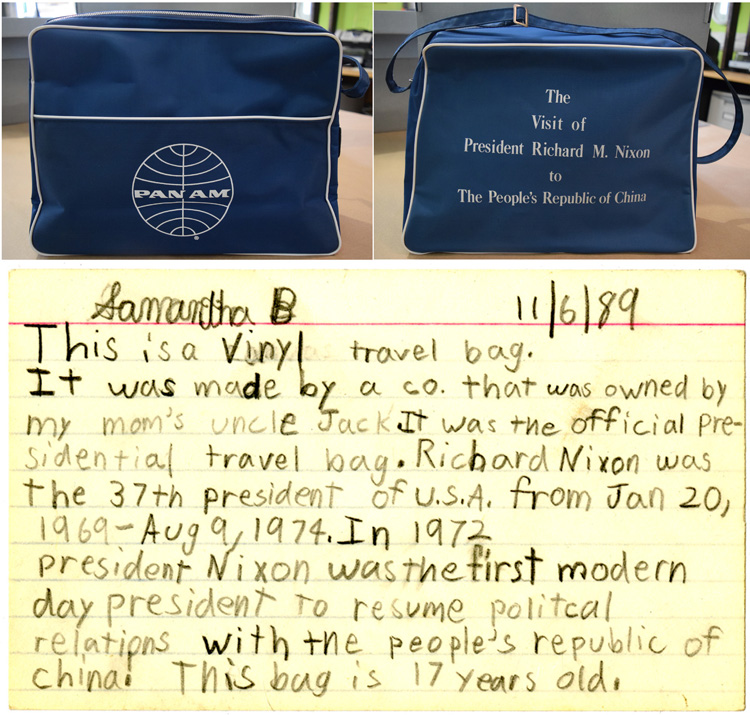 PAN AM
®
The
Visit of
President Richard M. Nixon
to
The People's Republic of China
Samantha B 11/6/89
This is a Vinyl travel bag.
It was made by a co. that was owned by
my mom's uncle Jack. It was the official pre-
sidential travel bag. Richard Nixon was
the 37th president of U.S.A. from Jan 20,
1969-Aug 9, 1974. In 1972
president Nixon was the first modern
day president to resume politcal
relations with the people's republic of
china. This bag is 17 years old.